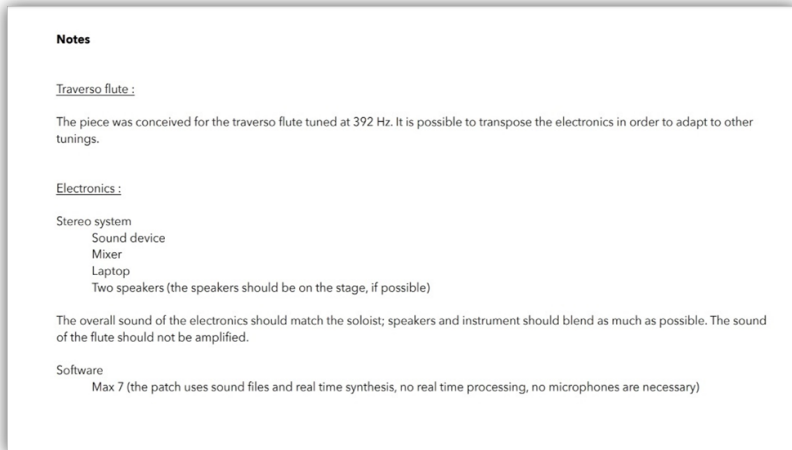 Notes
Traverso flute :
The piece was conceived for the traverso flute tuned at 392 Hz. It is possible to transpose the electronics in order to adapt to other
tunings.
Electronics :
Stereo system
Sound device
Mixer
Laptop
Two speakers (the speakers should be on the stage, if possible)
The overall sound of the electronics should match the soloist; speakers and instrument should blend as much as possible. The sound
of the flute should not be amplified.
Software
Max 7 (the patch uses sound files and real time synthesis, no real time processing, no microphones are necessary)